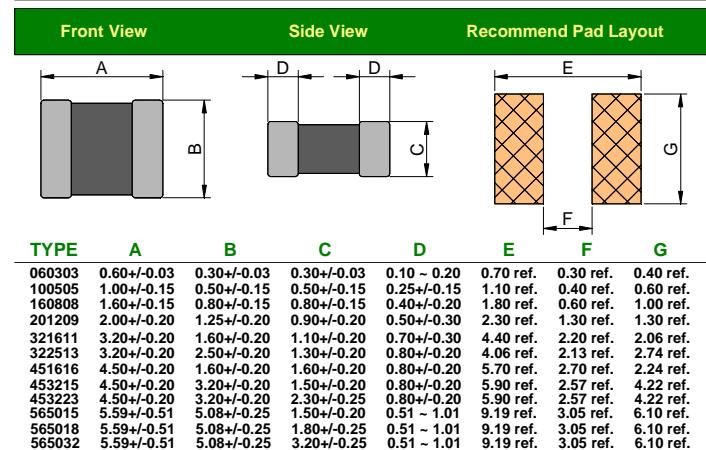 Front View Side View Recommend Pad Layout
A D D E
B C G
F
TYPE A B C D E F G
060303 0.60+/-0.03 0.30+/-0.03 0.30+/-0.03 0.10 ~ 0.20 0.70 ref. 0.30 ref. 0.40 ref.
100505 1.00+/-0.15 0.50+/-0.15 0.50+/-0.15 0.25+/-0.15 1.10 ref. 0.40 ref. 0.60 ref.
160808 1.60+/-0.15 0.80+/-0.15 0.80+/-0.15 0.40+/-0.20 1.80 ref. 0.60 ref. 1.00 ref.
201209 2.00+/-0.20 1.25+/-0.20 0.90+/-0.20 0.50+/-0.30 2.30 ref. 1.30 ref. 1.30 ref.
321611 3.20+/-0.20 1.60+/-0.20 1.10+/-0.20 0.70+/-0.30 4.40 ref. 2.20 ref. 2.06 ref.
322513 3.20+/-0.20 2.50+/-0.20 1.30+/-0.20 0.80+/-0.20 4.06 ref. 2.13 ref. 2.74 ref.
451616 4.50+/-0.20 1.60+/-0.20 1.60+/-0.20 0.80+/-0.20 5.70 ref. 2.70 ref. 2.24 ref.
453215 4.50+/-0.20 3.20+/-0.20 1.50+/-0.20 0.80+/-0.20 5.90 ref. 2.57 ref. 4.22 ref.
453223 4.50+/-0.20 3.20+/-0.20 2.30+/-0.25 0.80+/-0.20 5.90 ref. 2.57 ref. 4.22 ref.
565015 5.59+/-0.51 5.08+/-0.25 1.50+/-0.20 0.51 ~ 1.01 9.19 ref. 3.05 ref. 6.10 ref.
565018 5.59+/-0.51 5.08+/-0.25 1.80+/-0.25 0.51 ~ 1.01 9.19 ref. 3.05 ref. 6.10 ref.
565032 5.59+/-0.51 5.08+/-0.25 3.20+/-0.25 0.51 ~ 1.01 9.19 ref. 3.05 ref. 6.10 ref.